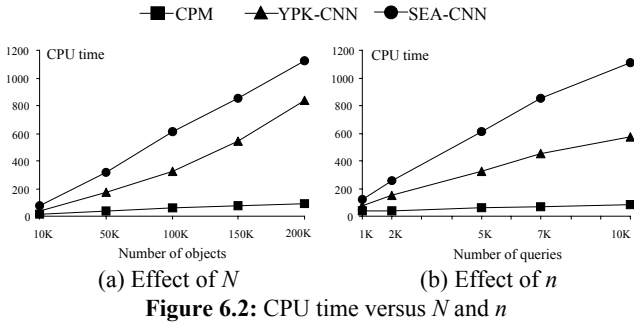 CPM YPK-CNN SEA-CNN
CPU time
1200
1000
800
600
400
200
0
10K 50K 100K 150K 200K
Number of objects
(a) Effect of N
CPU time
1200
1000
800
600
400
200
0
1K 2K 5K 7K 10K
Number of queries
(b) Effect of n
Figure 6.2: CPU time versus N and n